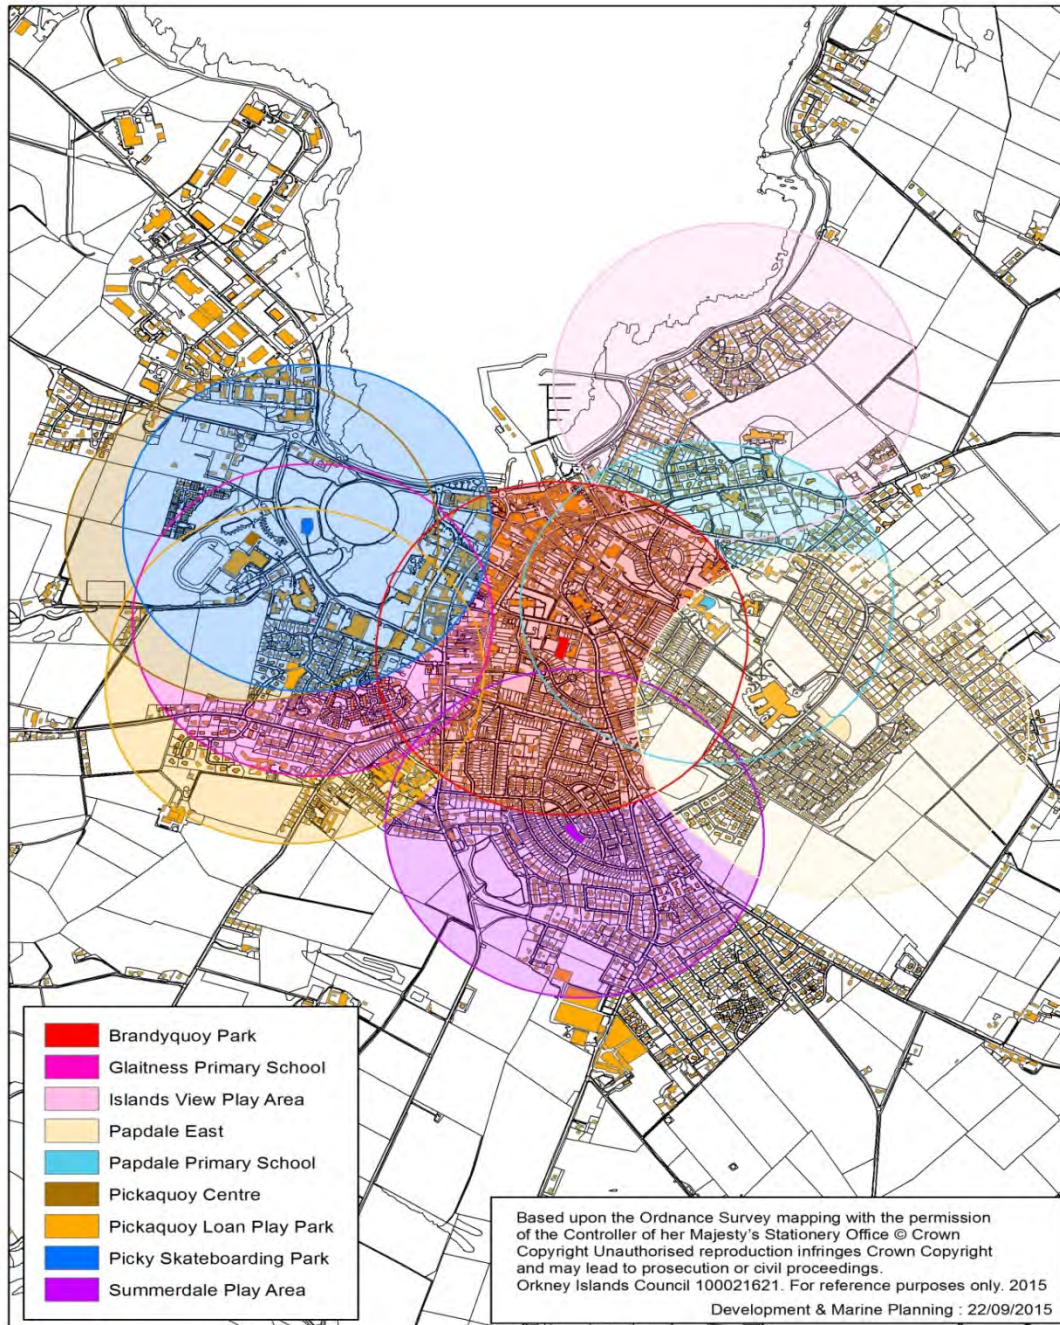 Brandyquoy Park
Glaitness Primary School
Islands View Play Area
Papdale East
Papdale Primary School
Pickaquoy Centre
Pickaquoy Loan Play Park
Picky Skateboarding Park
Summerdale Play Area
Based upon the Ordnance Survey mapping with the permission
of the Controller of her Majesty's Stationery Office © Crown
Copyright Unauthorised reproduction infringes Crown Copyright
and may lead to prosecution or civil proceedings.
Orkney Islands Council 100021621. For reference purposes only. 2015
Development & Marine Planning : 22/09/2015